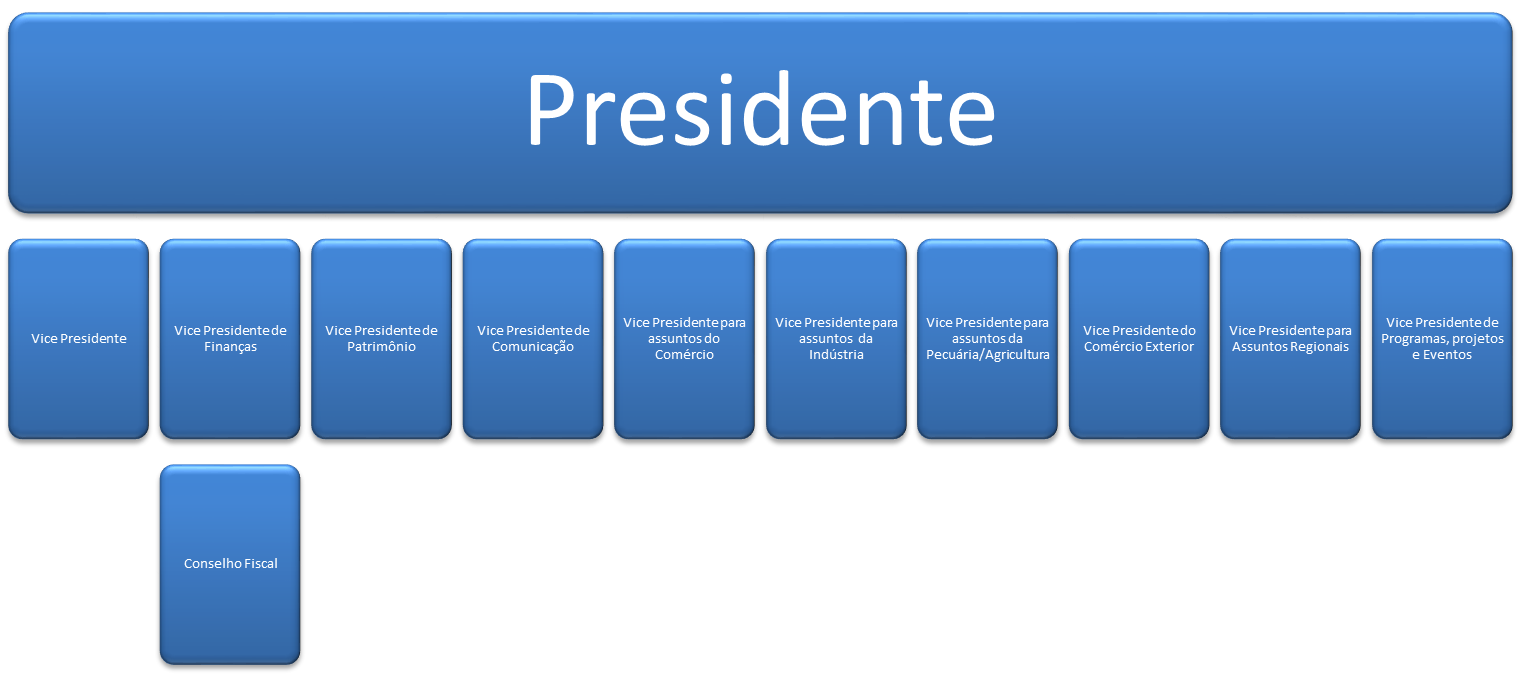 Presidente
Vice Presidente
Vice Presidente de
Finanças
Vice Presidente de
Patrimônio
Vice Presidente de
Comunicação
Vice Presidente para
assuntos do
Comércio
Vice Presidente para
assuntos da
Indústria
Vice Presidente para
assuntos da
Pecuária/Agricultura
Vice Presidente do
Comércio Exterior
Vice Presidente para
Assuntos Regionais
Vice Presidente de
Programas, projetos
e Eventos
Conselho Fiscal